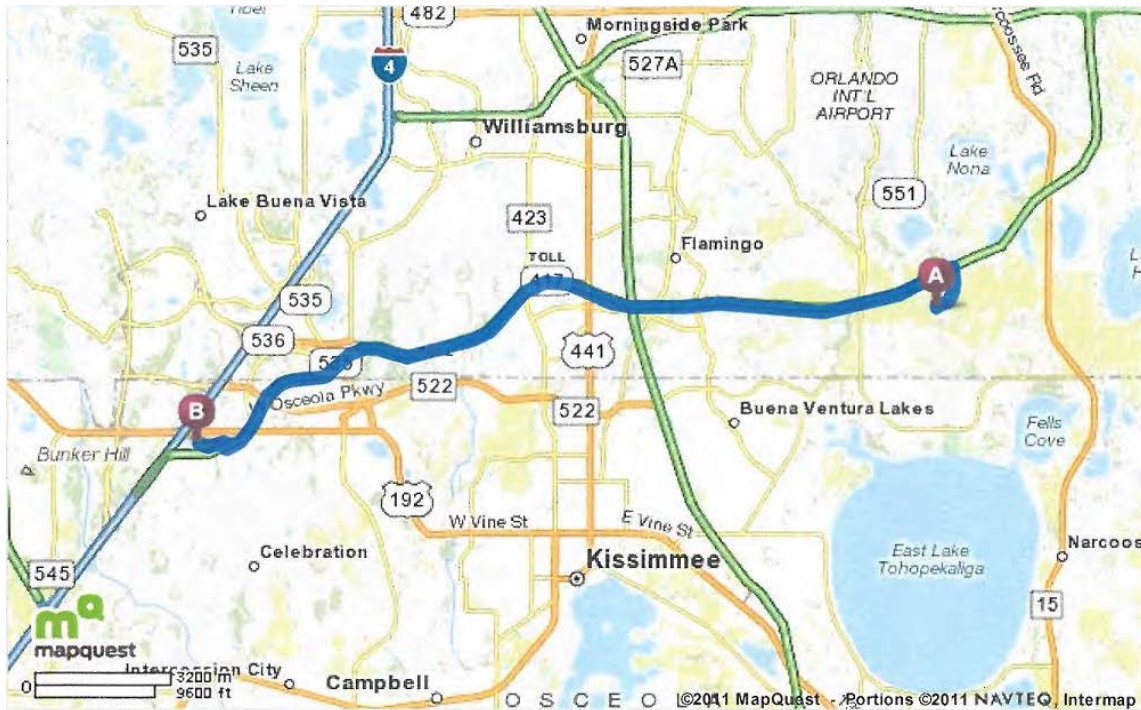 482
Morningside Park
535
Lake
Sheen
4
527A
ORLANDO
INT'L
AIRPORT
Williamsburg
Lake
Nona
551
Lake Buena Vista
423
Flamingo
TOLL
417
A
535
536
441
W Osceola Pkwy
522
B
522
Buena Ventura Lakes
Fells
Cove
Bunker Hill
192
W Vine St
E Vine St
Celebration
Kissimmee
East Lake
Tohopekaliga
545
15
mapquest
Intercession City
3200 m
0
9600 ft
Campbell
©2011 MapQuest - Portions ©2011 NAVTEQ, Intermap